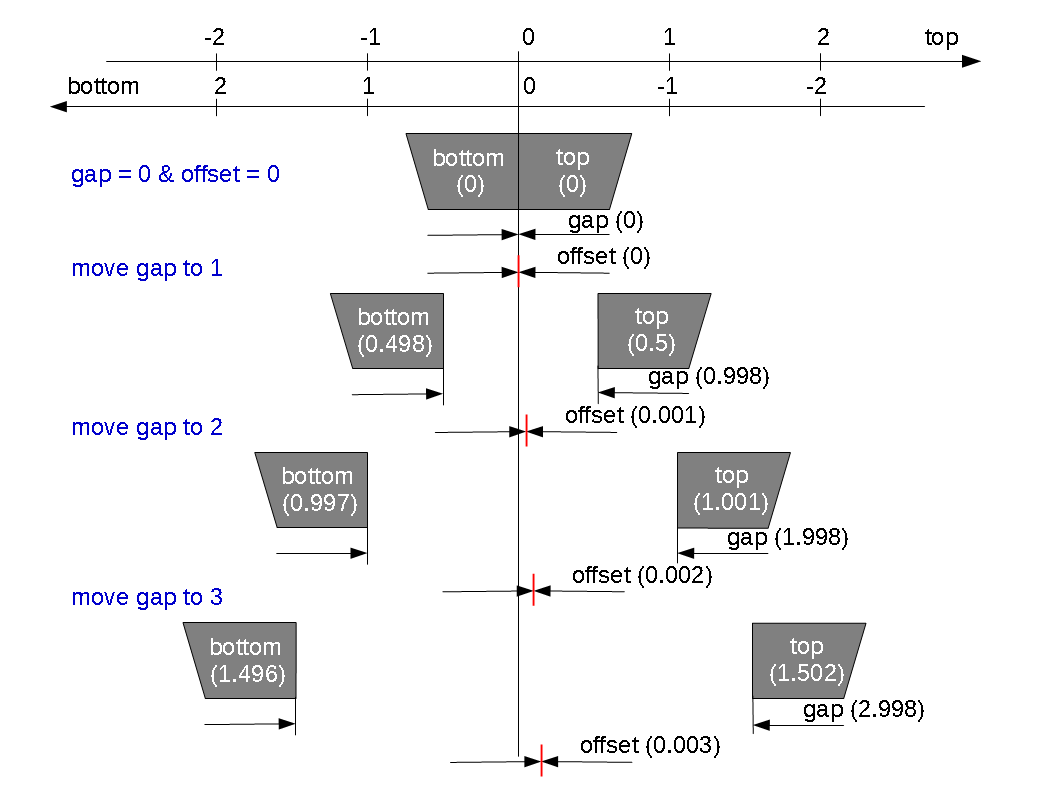 -2 -1 0 1 2 top
bottom 2 1 0 -1 -2
bottom top
(0) (0)
gap = 0 & offset = 0
gap (0)
offset (0)
move gap to 1
bottom top
(0.498) (0.5)
gap (0.998)
offset (0.001)
move gap to 2
bottom top
(0.997) (1.001)
gap (1.998)
offset (0.002)
move gap to 3
bottom top
(1.496) (1.502)
gap (2.998)
offset (0.003)